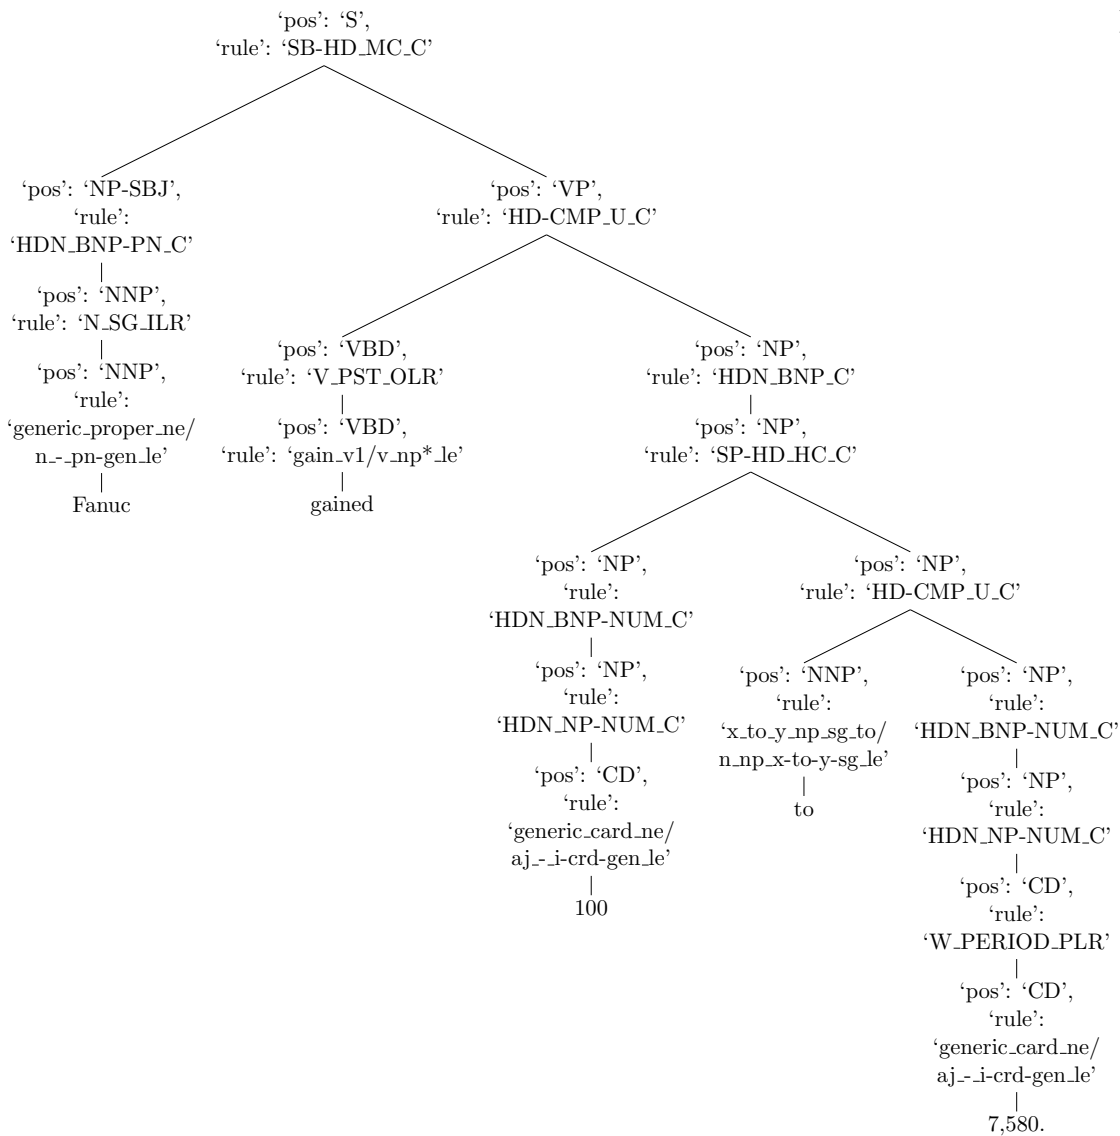 ‘pos’: ‘S’,
‘rule’: ‘SB-HD_MC_C’
‘pos’: ‘NP-SBJ’,
‘rule’:
‘HDN_BNP-PN_C’
‘pos’: ‘NNP’,
‘rule’: ‘N_SG_ILR’
‘pos’: ‘NNP’,
‘rule’:
‘generic_proper_ne/
n_-_pn-gen_le’
Fanuc
‘pos’: ‘VP’,
‘rule’: ‘HD-CMP_U_C’
‘pos’: ‘VBD’,
‘rule’: ‘V_PST_OLR’
‘pos’: ‘VBD’,
‘rule’: ‘gain_v1/v_np*_le’
gained
‘pos’: ‘NP’,
‘rule’: ‘HDN_BNP_C’
‘pos’: ‘NP’,
‘rule’: ‘SP-HD_HC_C’
‘pos’: ‘NP’,
‘rule’:
‘HDN_BNP-NUM_C’
‘pos’: ‘NP’,
‘rule’:
‘HDN_NP-NUM_C’
‘pos’: ‘CD’,
‘rule’:
‘generic_card_ne/
aj_-_i-crd-gen_le’
100
‘pos’: ‘NP’,
‘rule’: ‘HD-CMP_U_C’
‘pos’: ‘NNP’,
‘rule’:
‘x_to_y_np_sg_to/
n_np_x-to-y-sg_le’
to
‘pos’: ‘NP’,
‘rule’:
‘HDN_BNP-NUM_C’
‘pos’: ‘NP’,
‘rule’:
‘HDN_NP-NUM_C’
‘pos’: ‘CD’,
‘rule’:
‘W_PERIOD_PLR’
‘pos’: ‘CD’,
‘rule’:
‘generic_card_ne/
aj_-_i-crd-gen_le’
7,580.